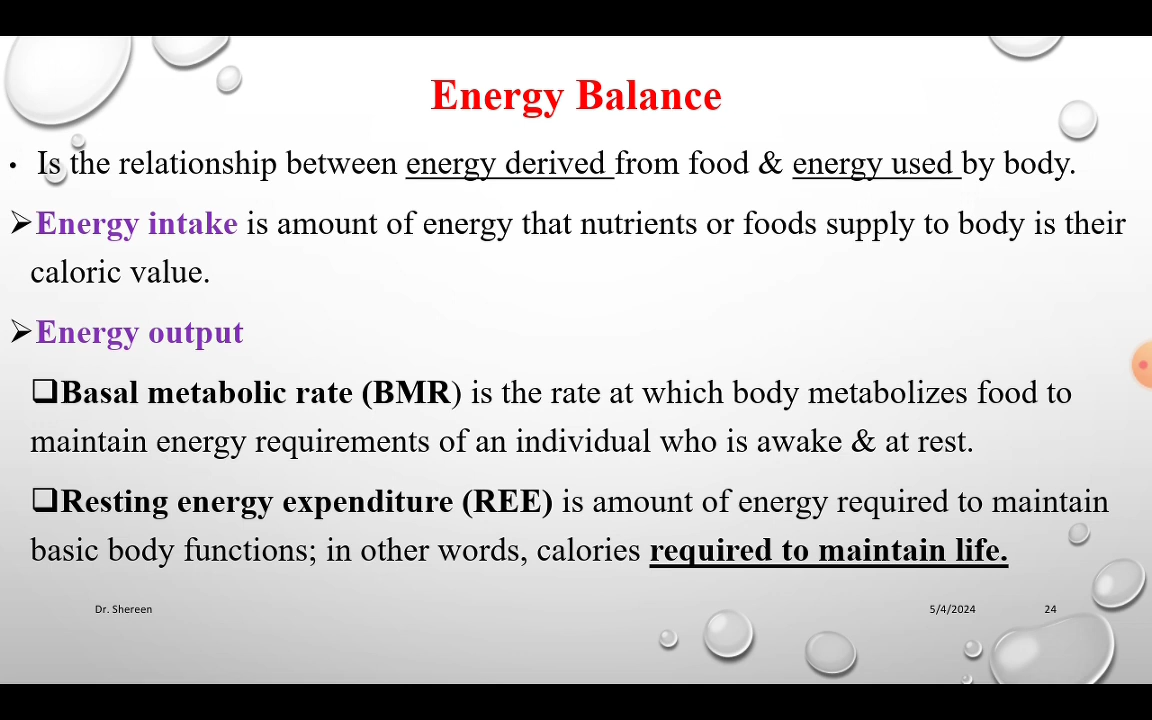 Energy Balance
• Is the relationship between energy derived from food & energy used by body.
➢Energy intake is amount of energy that nutrients or foods supply to body is their
caloric value.
➢Energy output
❑Basal metabolic rate (BMR) is the rate at which body metabolizes food to
maintain energy requirements of an individual who is awake & at rest.
❑Resting energy expenditure (REE) is amount of energy required to maintain
basic body functions; in other words, calories required to maintain life.
Dr. Shereen 5/4/2024 24